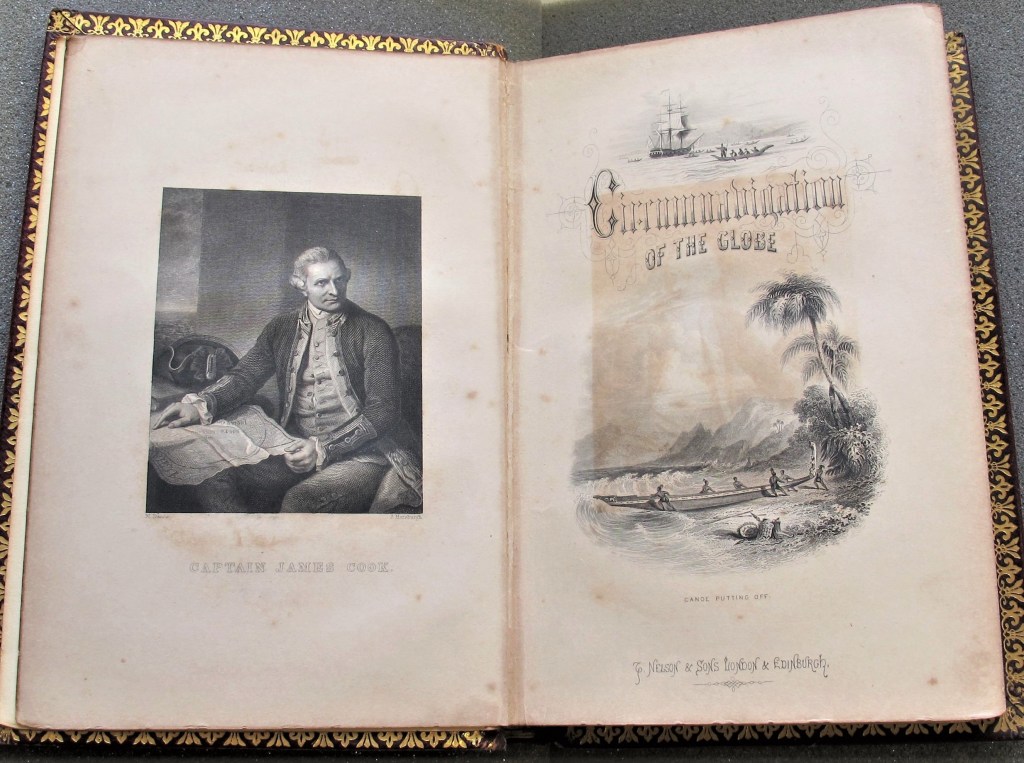 CAPTAIN JAMES COOK.
Circumnavigation
OF THE GLOBE
CANOE PUTTING OFF.
T. NELSON & SONS LONDON & EDINBURGH.